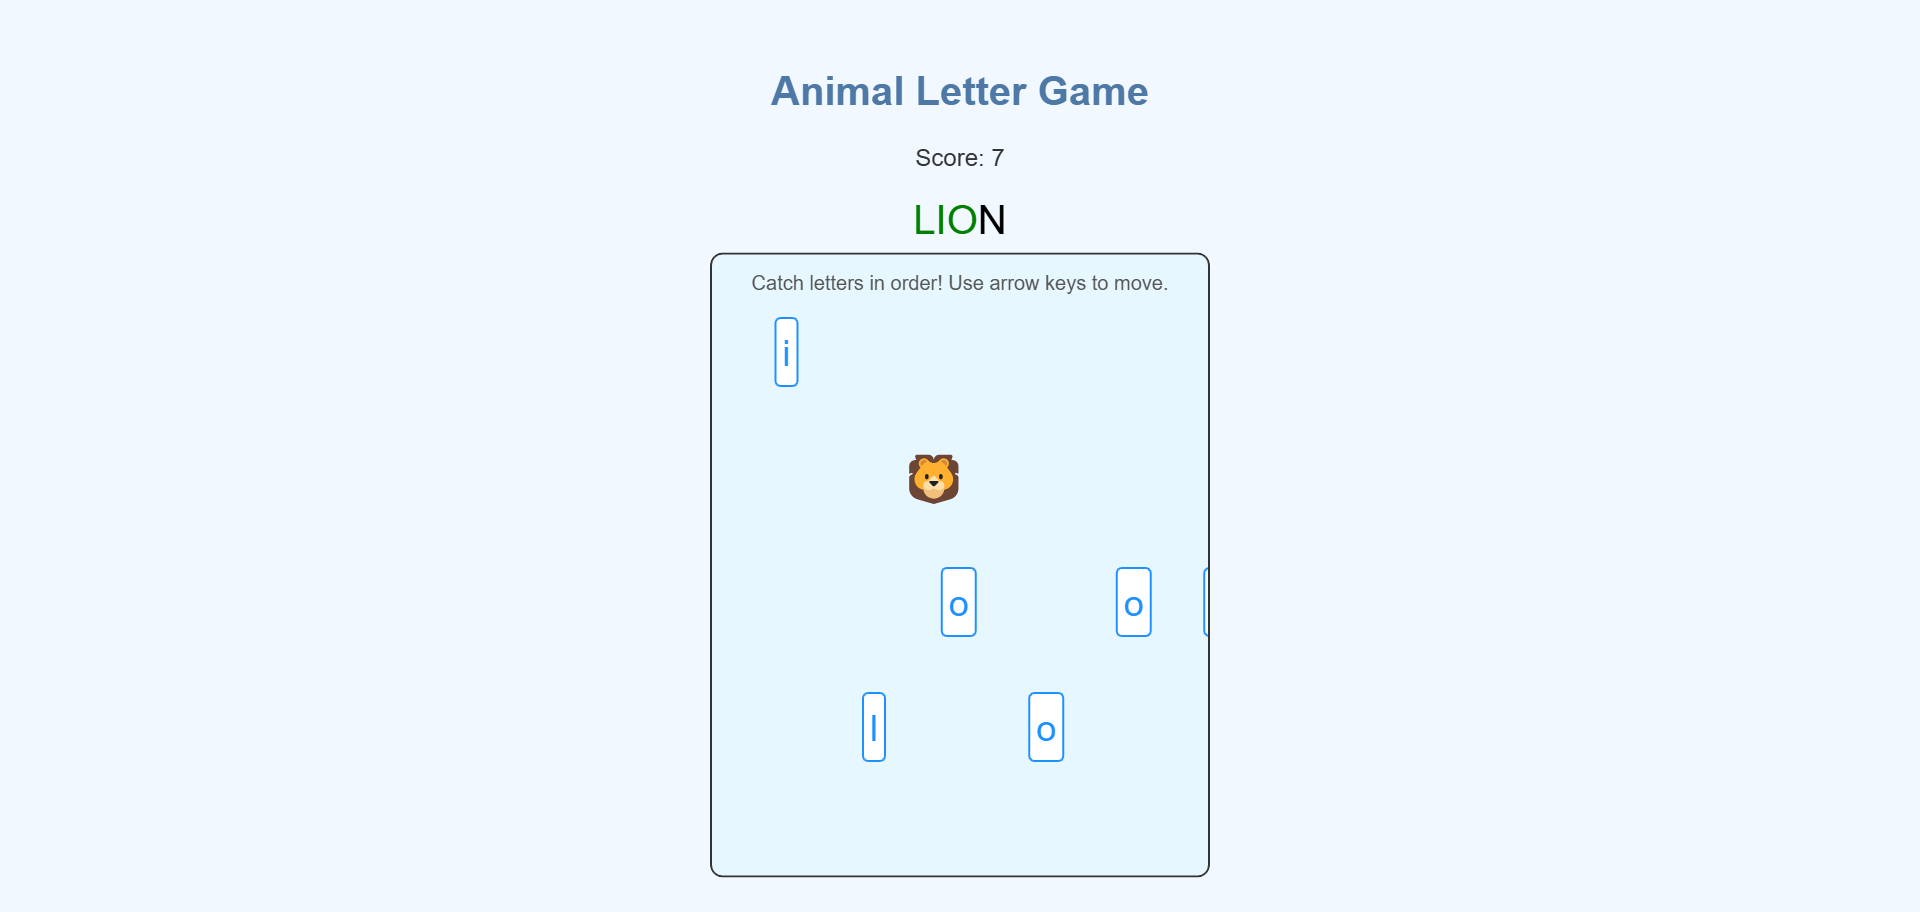 Animal Letter Game
Score: 7
LION
Catch letters in order! Use arrow keys to move.
i
o o
l o